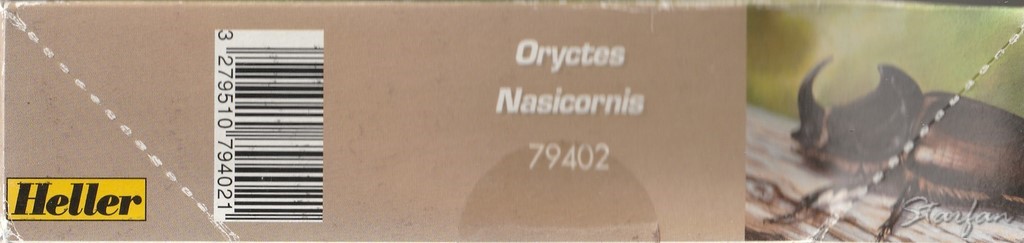 3 279510 794021
Heller
Oryctes
Nasicornis
79402
Starfan